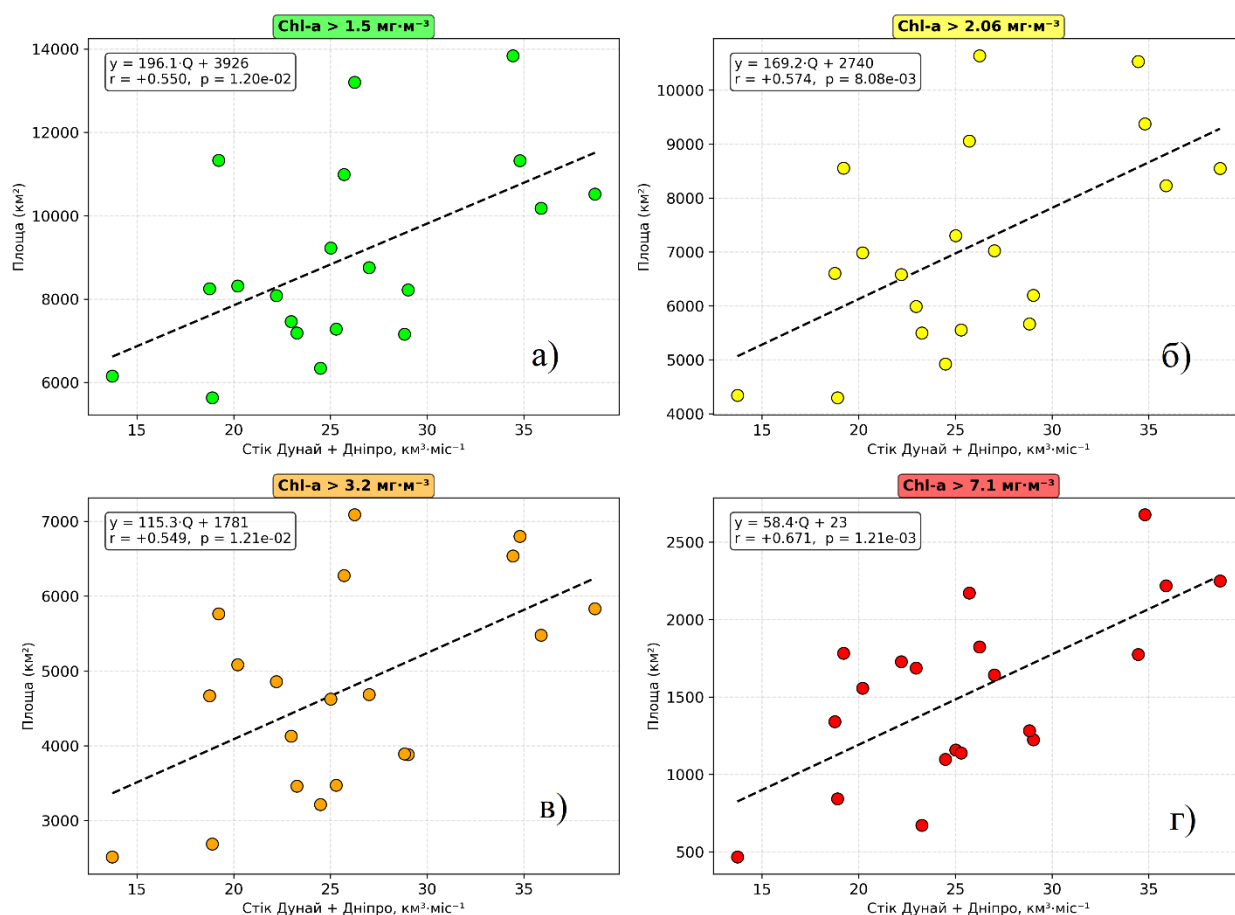 Chl-a > 1.5 мг·м⁻³
y = 196.1·Q + 3926
r = +0.550, p = 1.20e-02
Площа (км²)
14000
12000
10000
8000
6000
а)
15 20 25 30 35
Стік Дунай + Дніпро, км³·міс⁻¹
Chl-a > 2.06 мг·м⁻³
y = 169.2·Q + 2740
r = +0.574, p = 8.08e-03
Площа (км²)
10000
9000
8000
7000
6000
5000
4000
б)
15 20 25 30 35
Стік Дунай + Дніпро, км³·міс⁻¹
Chl-a > 3.2 мг·м⁻³
y = 115.3·Q + 1781
r = +0.549, p = 1.21e-02
Площа (км²)
7000
6000
5000
4000
3000
в)
15 20 25 30 35
Стік Дунай + Дніпро, км³·міс⁻¹
Chl-a > 7.1 мг·м⁻³
y = 58.4·Q + 23
r = +0.671, p = 1.21e-03
Площа (км²)
2500
2000
1500
1000
500
г)
15 20 25 30 35
Стік Дунай + Дніпро, км³·міс⁻¹